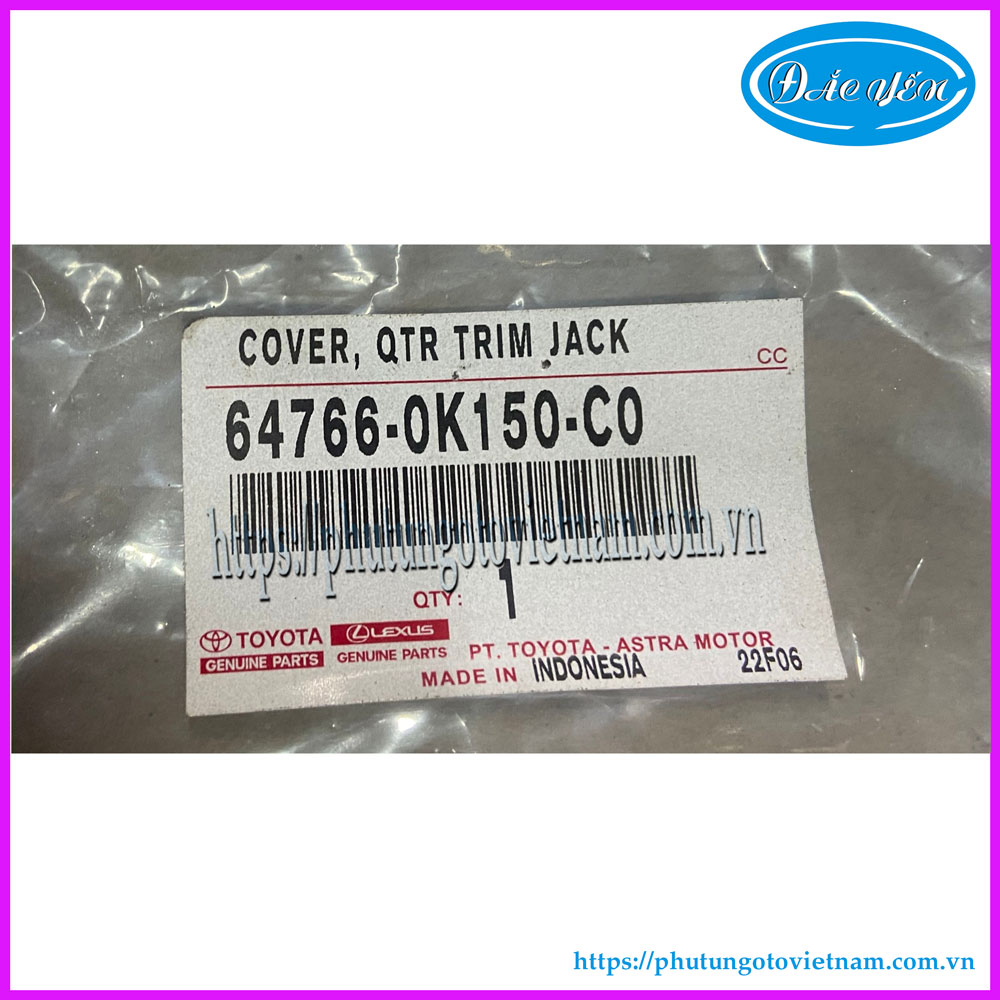 ĐẮC YẾN
COVER, QTR TRIM JACK
CC
64766-0K150-C0
https://phutungotovietnam.com.vn
QTY: 1
TOYOTA
GENUINE PARTS
LEXUS
GENUINE PARTS
PT. TOYOTA - ASTRA MOTOR
MADE IN INDONESIA
22F06
https://phutungotovietnam.com.vn